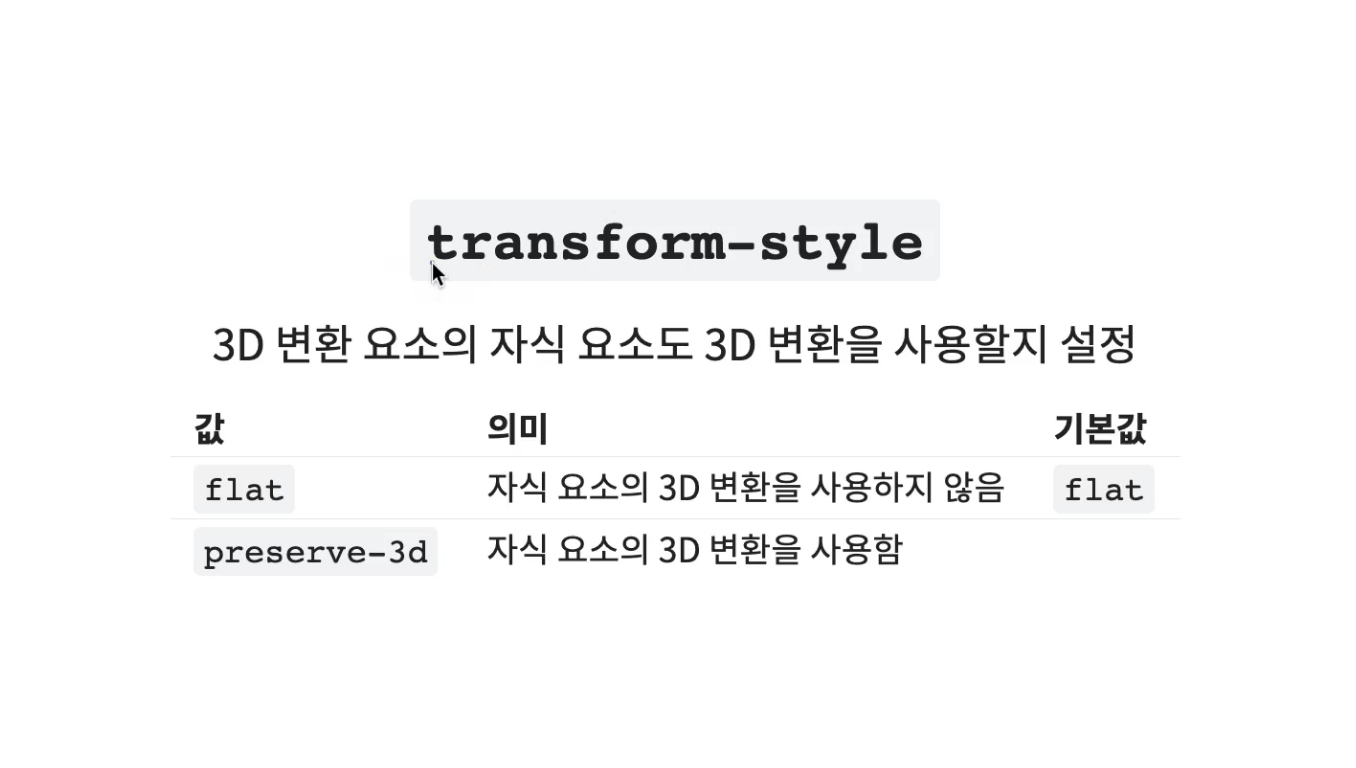 transform-style
3D 변환 요소의 자식 요소도 3D 변환을 사용할지 설정
값 의미 기본값
flat 자식 요소의 3D 변환을 사용하지 않음 flat
preserve-3d 자식 요소의 3D 변환을 사용함